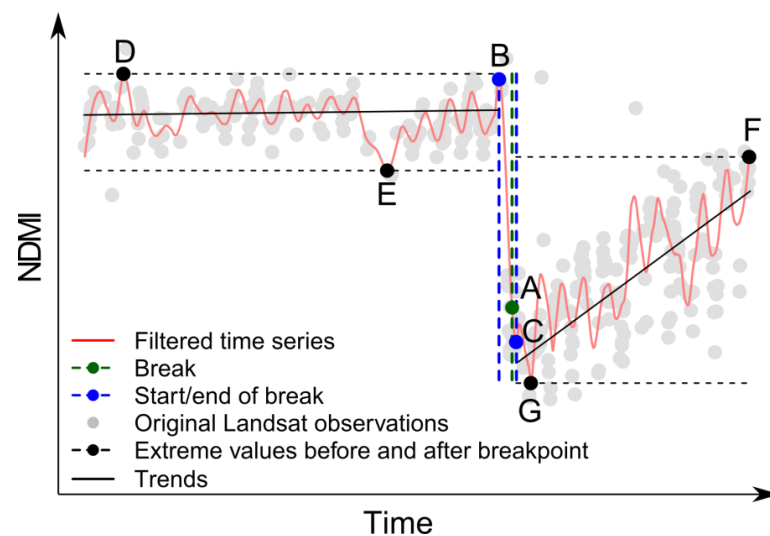 D
B
F
E
NDMI
A
C
G
Filtered time series
Break
Start/end of break
Original Landsat observations
Extreme values before and after breakpoint
Trends
Time